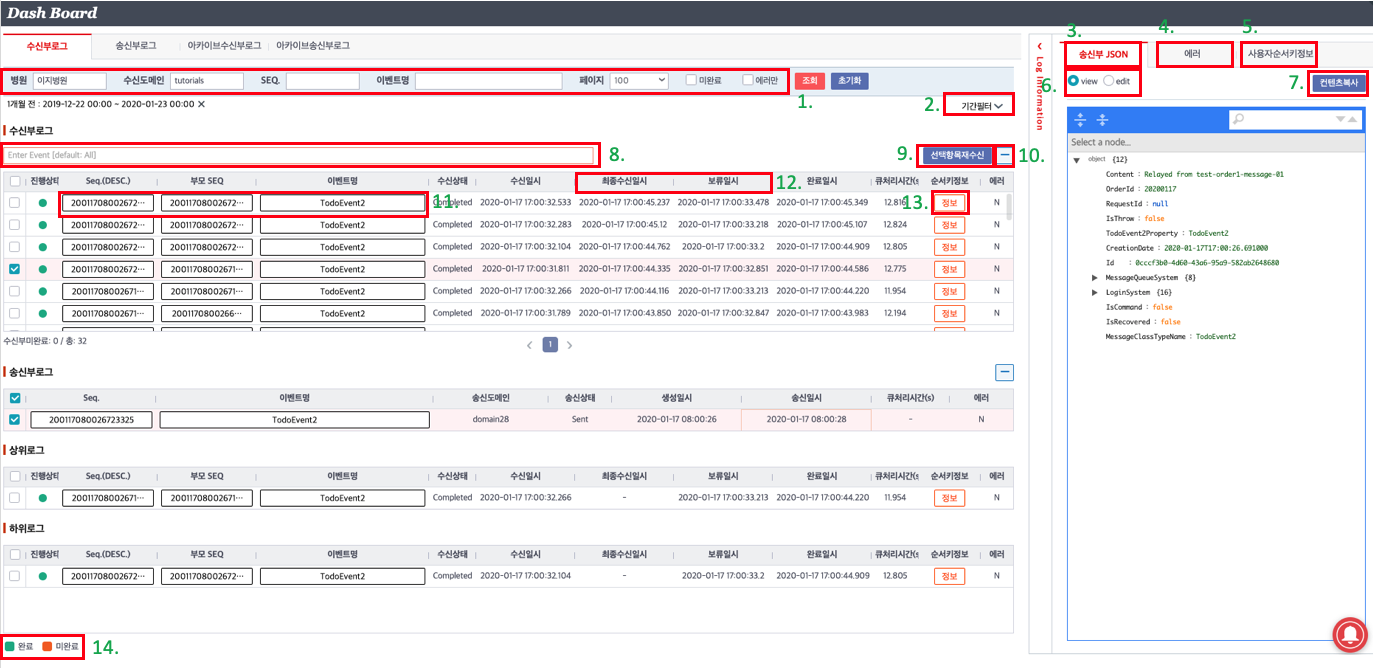 Dash Board
수신부로그 송신부로그 아카이브수신부로그 아카이브송신부로그
병원 이지병원 수신도메인 tutorials SEQ. 이벤트명 페이지 100 미완료 에러만 조회 초기화
1.
1개월 전 : 2019-12-22 00:00 ~ 2020-01-23 00:00 ×
2. 기간필터
수신부로그
Enter Event [default: All]
8.
9. 선택항목재수신
10.
진행상태 Seq.(DESC.) 부모 SEQ 이벤트명 수신상태 수신일시 최종수신일시 보류일시 완료일시 큐처리시간(s 순서키정보 에러
12.
20011708002672··· 20011708002672··· TodoEvent2 Completed 2020-01-17 17:00:32.533 2020-01-17 17:00:45.237 2020-01-17 17:00:33.478 2020-01-17 17:00:45.349 12.816 정보 N
11.
13.
20011708002672··· 20011708002672··· TodoEvent2 Completed 2020-01-17 17:00:32.283 2020-01-17 17:00:45.12 2020-01-17 17:00:33.218 2020-01-17 17:00:45.107 12.824 정보 N
20011708002672··· 20011708002672··· TodoEvent2 Completed 2020-01-17 17:00:32.104 2020-01-17 17:00:44.762 2020-01-17 17:00:33.2 2020-01-17 17:00:44.909 12.805 정보 N
20011708002672··· 20011708002671··· TodoEvent2 Completed 2020-01-17 17:00:31.811 2020-01-17 17:00:44.335 2020-01-17 17:00:32.851 2020-01-17 17:00:44.586 12.775 정보 N
20011708002671··· 20011708002671··· TodoEvent2 Completed 2020-01-17 17:00:32.266 2020-01-17 17:00:44.116 2020-01-17 17:00:33.213 2020-01-17 17:00:44.220 11.954 정보 N
20011708002671··· 2001170800266··· TodoEvent2 Completed 2020-01-17 17:00:31.789 2020-01-17 17:00:43.850 2020-01-17 17:00:32.847 2020-01-17 17:00:43.983 12.194 정보 N
수신부미완료: 0 / 총: 32
1
송신부로그
Seq. 이벤트명 송신도메인 송신상태 생성일시 송신일시 큐처리시간(s) 에러
200117080026723325 TodoEvent2 domain28 Sent 2020-01-17 08:00:26 2020-01-17 08:00:28 - N
상위로그
진행상태 Seq.(DESC.) 부모 SEQ 이벤트명 수신상태 수신일시 최종수신일시 보류일시 완료일시 큐처리시간(s 순서키정보 에러
20011708002671··· 20011708002671··· TodoEvent2 Completed 2020-01-17 17:00:32.266 - 2020-01-17 17:00:33.213 2020-01-17 17:00:44.220 11.954 정보 N
하위로그
진행상태 Seq.(DESC.) 부모 SEQ 이벤트명 수신상태 수신일시 최종수신일시 보류일시 완료일시 큐처리시간(s 순서키정보 에러
20011708002672··· 20011708002672··· TodoEvent2 Completed 2020-01-17 17:00:32.104 - 2020-01-17 17:00:33.2 2020-01-17 17:00:44.909 12.805 정보 N
완료 미완료
14.
Log Information
3. 4. 5.
송신부 JSON 에러 사용자순서키정보
6. view edit 7. 컨텐츠복사
Select a node...
object {12}
Content : Relayed from test-order1-message-01
OrderId : 20200117
RequestId : null
IsThrow : false
TodoEvent2Property : TodoEvent2
CreationDate : 2020-01-17T17:00:26.691000
Id : 0cccf3b0-4d60-43a6-95a9-582ab2648680
MessageQueueSystem {8}
LoginSystem {16}
IsCommand : false
IsRecovered : false
MessageClassTypeName : TodoEvent2